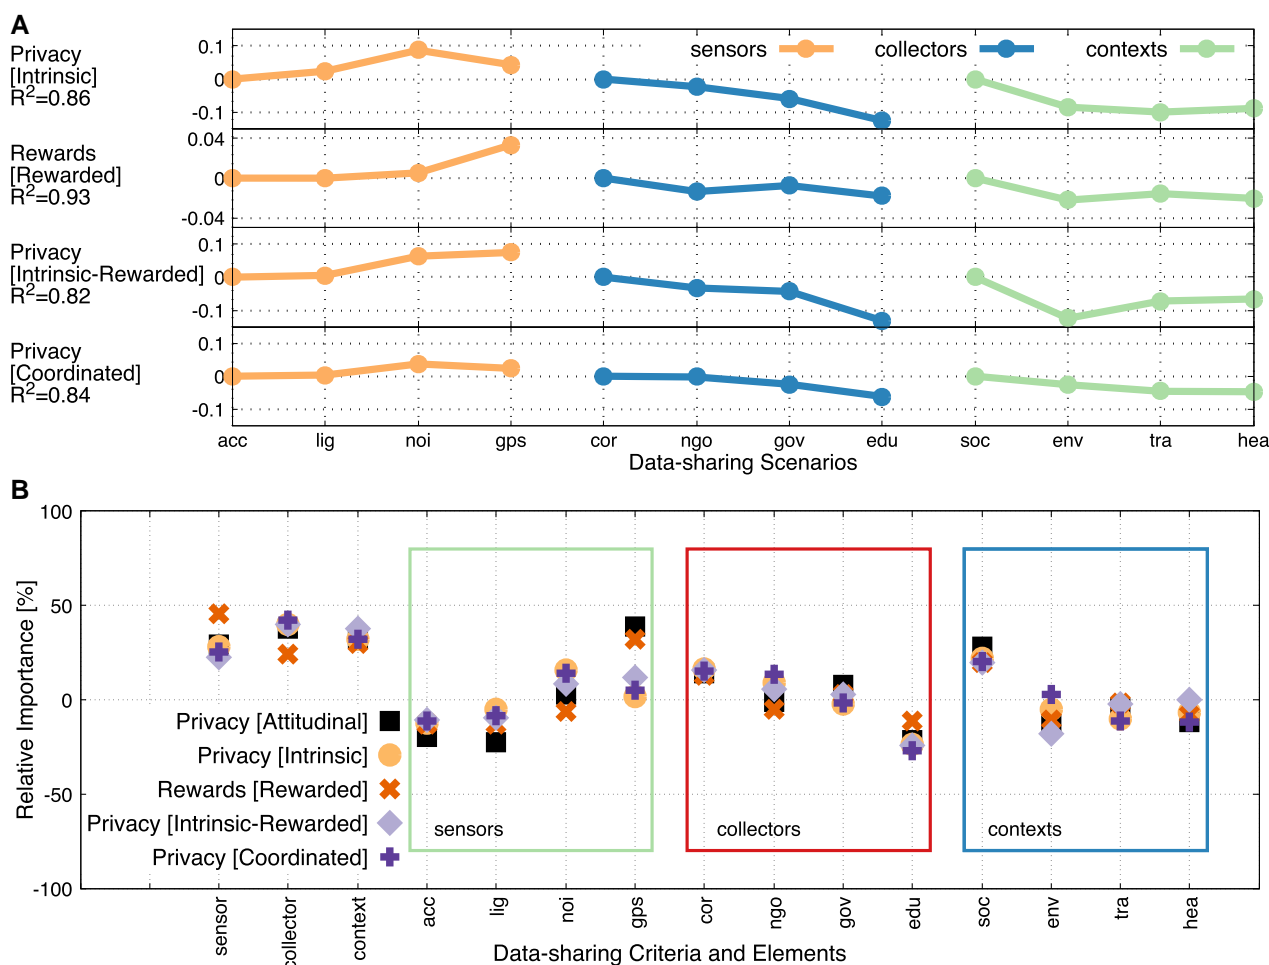 A
Privacy
[Intrinsic]
R²=0.86
0.1
0
-0.1
sensors
collectors
contexts
Rewards
[Rewarded]
R²=0.93
0.04
0
-0.04
Privacy
[Intrinsic-Rewarded]
R²=0.82
0.1
0
-0.1
Privacy
[Coordinated]
R²=0.84
0.1
0
-0.1
acc lig noi gps cor ngo gov edu soc env tra hea
Data-sharing Scenarios
B
Relative Importance [%]
100
50
0
-50
-100
Privacy [Attitudinal]
Privacy [Intrinsic]
Rewards [Rewarded]
Privacy [Intrinsic-Rewarded]
Privacy [Coordinated]
sensors
collectors
contexts
sensor collector context acc lig noi gps cor ngo gov edu soc env tra hea
Data-sharing Criteria and Elements